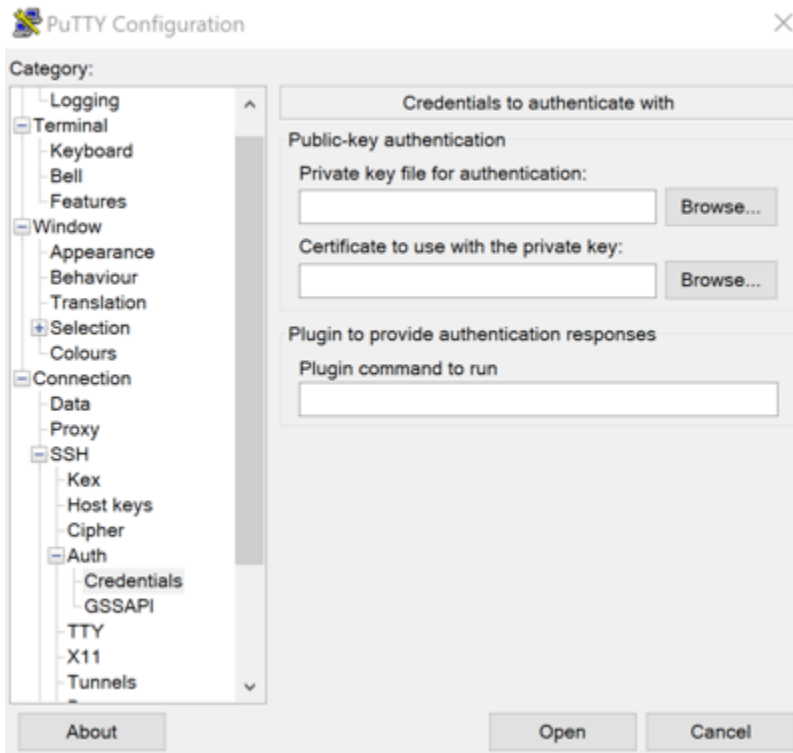 PuTTY Configuration
Category:
Logging
Terminal
Keyboard
Bell
Features
Window
Appearance
Behaviour
Translation
Selection
Colours
Connection
Data
Proxy
SSH
Kex
Host keys
Cipher
Auth
Credentials
GSSAPI
TTY
X11
Tunnels
Credentials to authenticate with
Public-key authentication
Private key file for authentication:
Browse...
Certificate to use with the private key:
Browse...
Plugin to provide authentication responses
Plugin command to run
About
Open
Cancel